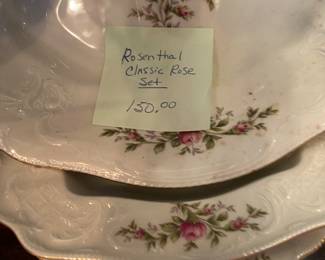 Rosenthal
Classic Rose
Set
150.00